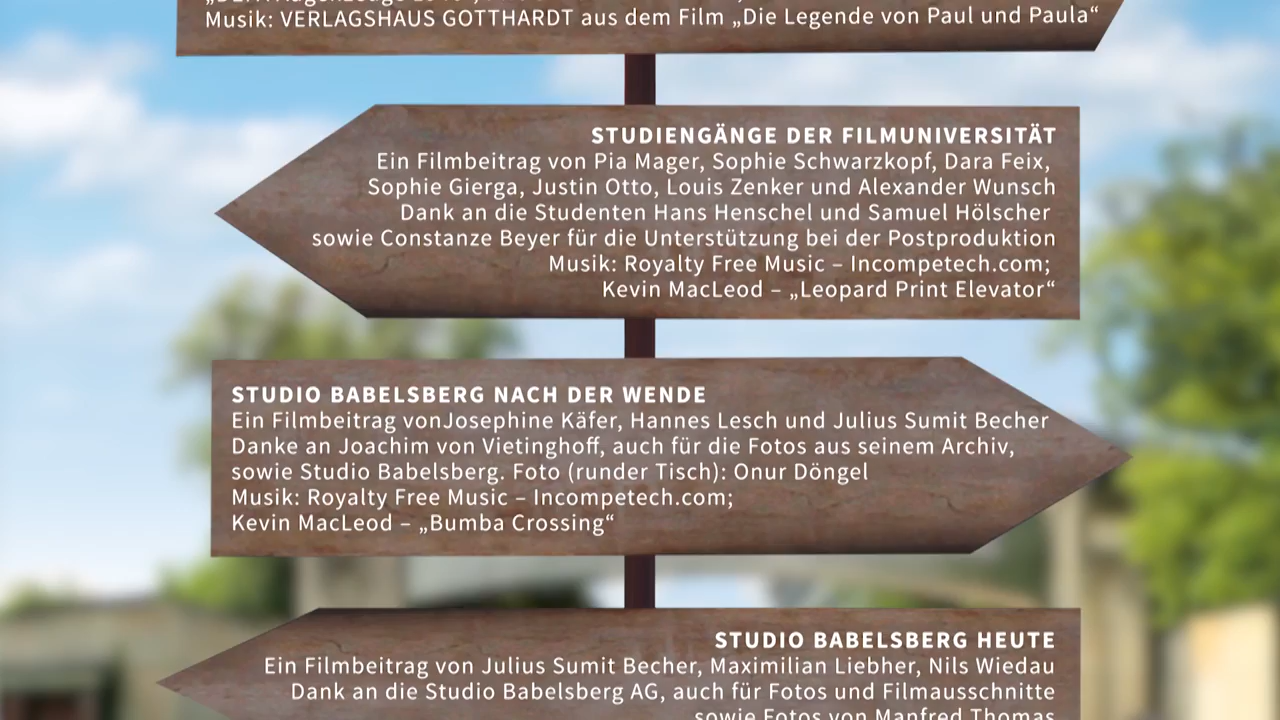 Musik: VERLAGSHAUS GOTTHARDT aus dem Film „Die Legende von Paul und Paula“
STUDIENGÄNGE DER FILMUNIVERSITÄT
Ein Filmbeitrag von Pia Mager, Sophie Schwarzkopf, Dara Feix,
Sophie Gierga, Justin Otto, Louis Zenker und Alexander Wunsch
Dank an die Studenten Hans Henschel und Samuel Hölscher
sowie Constanze Beyer für die Unterstützung bei der Postproduktion
Musik: Royalty Free Music – Incompetech.com;
Kevin MacLeod – „Leopard Print Elevator“
STUDIO BABELSBERG NACH DER WENDE
Ein Filmbeitrag vonJosephine Käfer, Hannes Lesch und Julius Sumit Becher
Danke an Joachim von Vietinghoff, auch für die Fotos aus seinem Archiv,
sowie Studio Babelsberg. Foto (runder Tisch): Onur Döngel
Musik: Royalty Free Music – Incompetech.com;
Kevin MacLeod – „Bumba Crossing“
STUDIO BABELSBERG HEUTE
Ein Filmbeitrag von Julius Sumit Becher, Maximilian Liebher, Nils Wiedau
Dank an die Studio Babelsberg AG, auch für Fotos und Filmausschnitte
sowie Fotos von Manfred Thomas